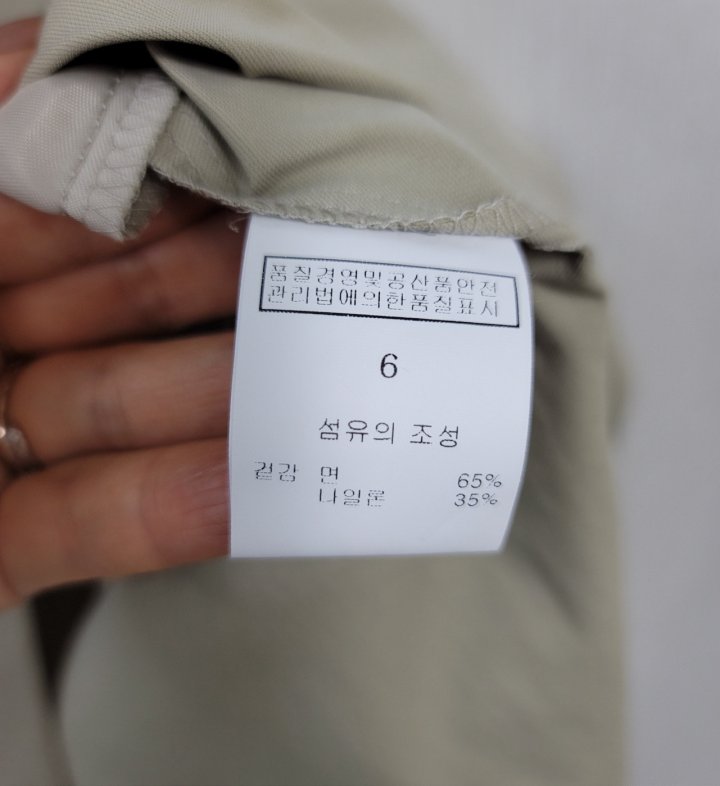 품질경영및공산품안전
관리법에의한품질표시
6
섬유의 조성
겉감 면 65%
나일론 35%